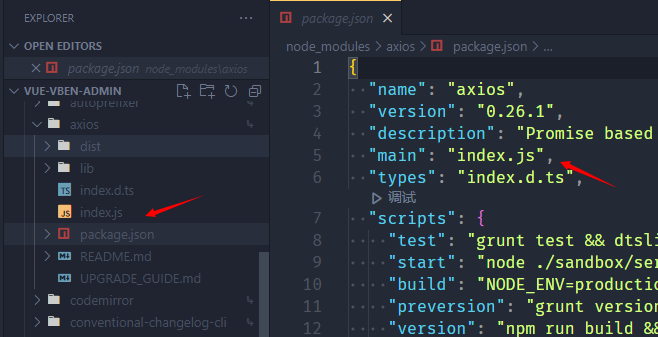 EXPLORER
OPEN EDITORS
package.json node_modules\axios
VUE-VBEN-ADMIN
autoprefixer
axios
dist
lib
TS index.d.ts
JS index.js
package.json
README.md
UPGRADE_GUIDE.md
codemirror
conventional-changelog-cli
package.json
node_modules > axios > package.json > ...
1 {
2 "name": "axios",
3 "version": "0.26.1",
4 "description": "Promise based
5 "main": "index.js",
6 "types": "index.d.ts",
调试
7 "scripts": {
8 "test": "grunt test && dtsli
9 "start": "node ./sandbox/ser
10 "build": "NODE_ENV=productio
11 "preversion": "grunt version
12 "version": "npm run build &&